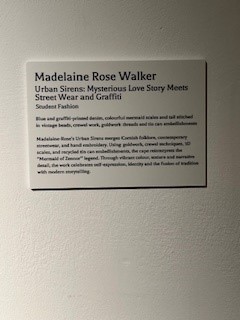 Madelaine Rose Walker
Urban Sirens: Mysterious Love Story Meets
Street Wear and Graffiti
Student Fashion
Blue and graffiti-printed denim, colourful mermaid scales and tail stitched
in vintage beads, crewel work, goldwork threads and tin can embellishments
Madelaine Rose's Urban Sirens merges Cornish folklore, contemporary
streetwear, and hand embroidery. Using goldwork, crewel techniques, 3D
scales, and recycled tin can embellishments, the cape reinterprets the
"Mermaid of Zennor" legend. Through vibrant colour, texture and narrative
detail, the work celebrates self-expression, identity and the fusion of tradition
with modern storytelling.